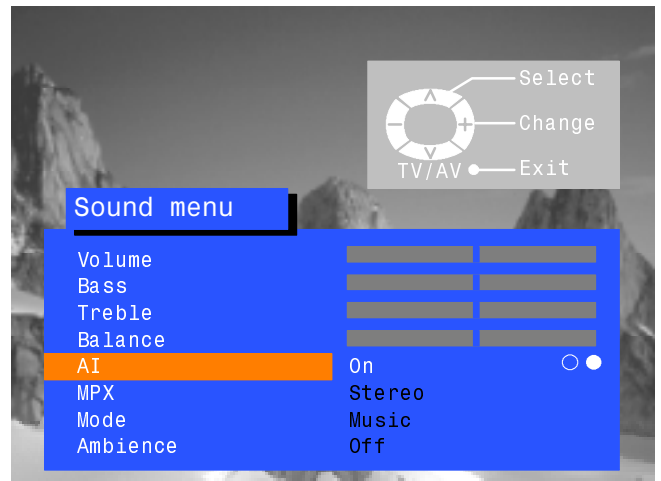 Select
Change
TV/AV Exit
Sound menu
Volume
Bass
Treble
Balance
AI On
MPX Stereo
Mode Music
Ambience Off